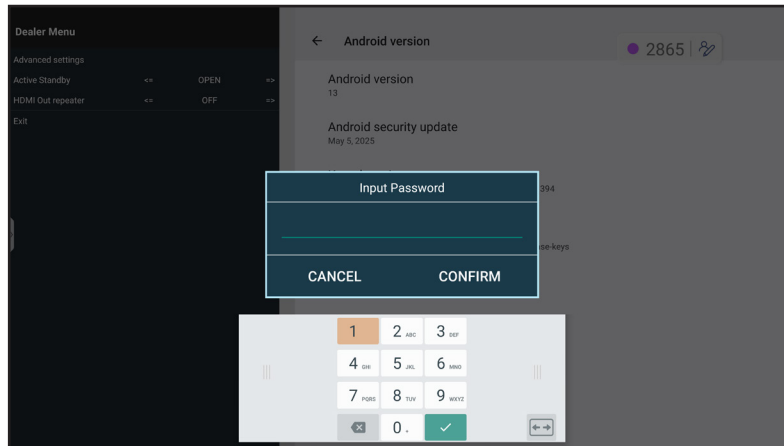 Dealer Menu
Advanced settings
Active Standby <= OPEN =>
HDMI Out repeater <= OFF =>
Exit
← Android version
2865
Android version
13
Android security update
May 5, 2025
394
se-keys
Input Password
CANCEL CONFIRM
1 2 ABC 3 DEF
4 GHI 5 JKL 6 MNO
7 PQRS 8 TUV 9 WXYZ
0 .